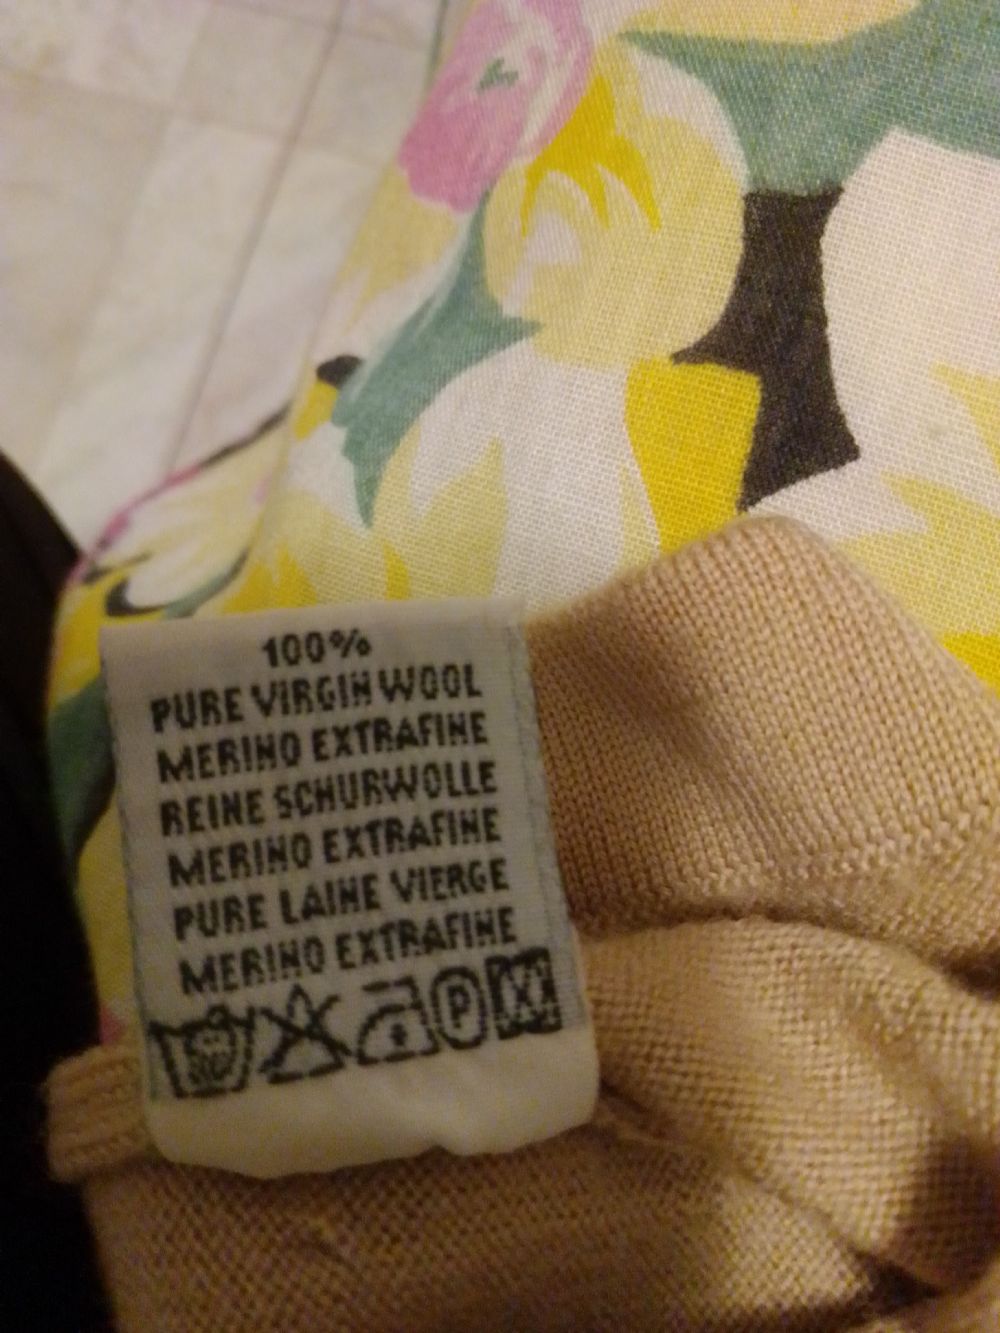 100%
PURE VIRGIN WOOL
MERINO EXTRAFINE
REINE SCHURWOLLE
MERINO EXTRAFINE
PURE LAINE VIERGE
MERINO EXTRAFINE
P